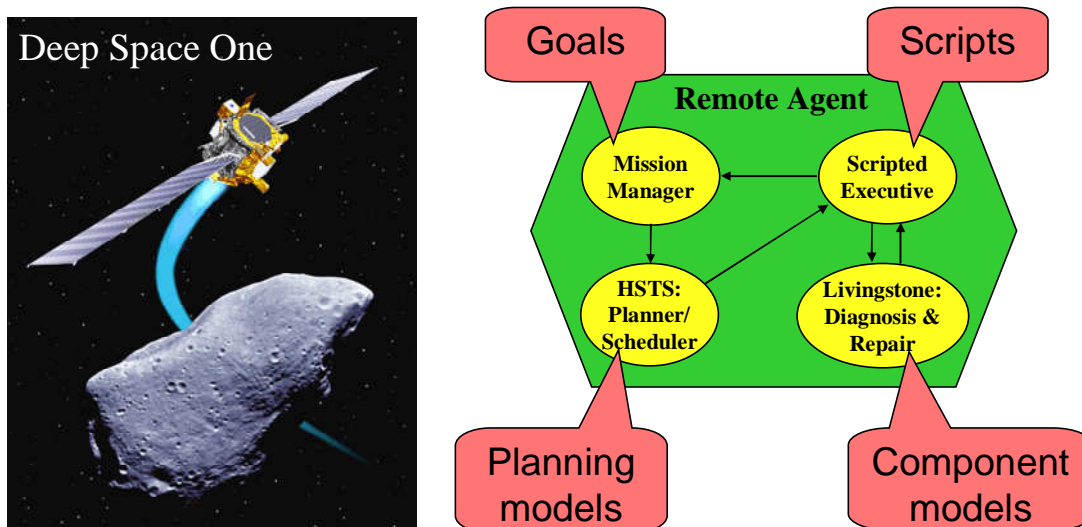 Deep Space One
Goals
Scripts
Remote Agent
Mission
Manager
Scripted
Executive
HSTS:
Planner/
Scheduler
Livingstone:
Diagnosis &
Repair
Planning
models
Component
models